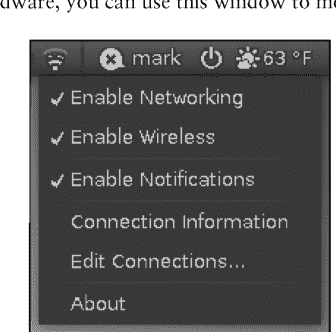 dware, you can use this window to m
mark 63 °F
Enable Networking
Enable Wireless
Enable Notifications
Connection Information
Edit Connections...
About